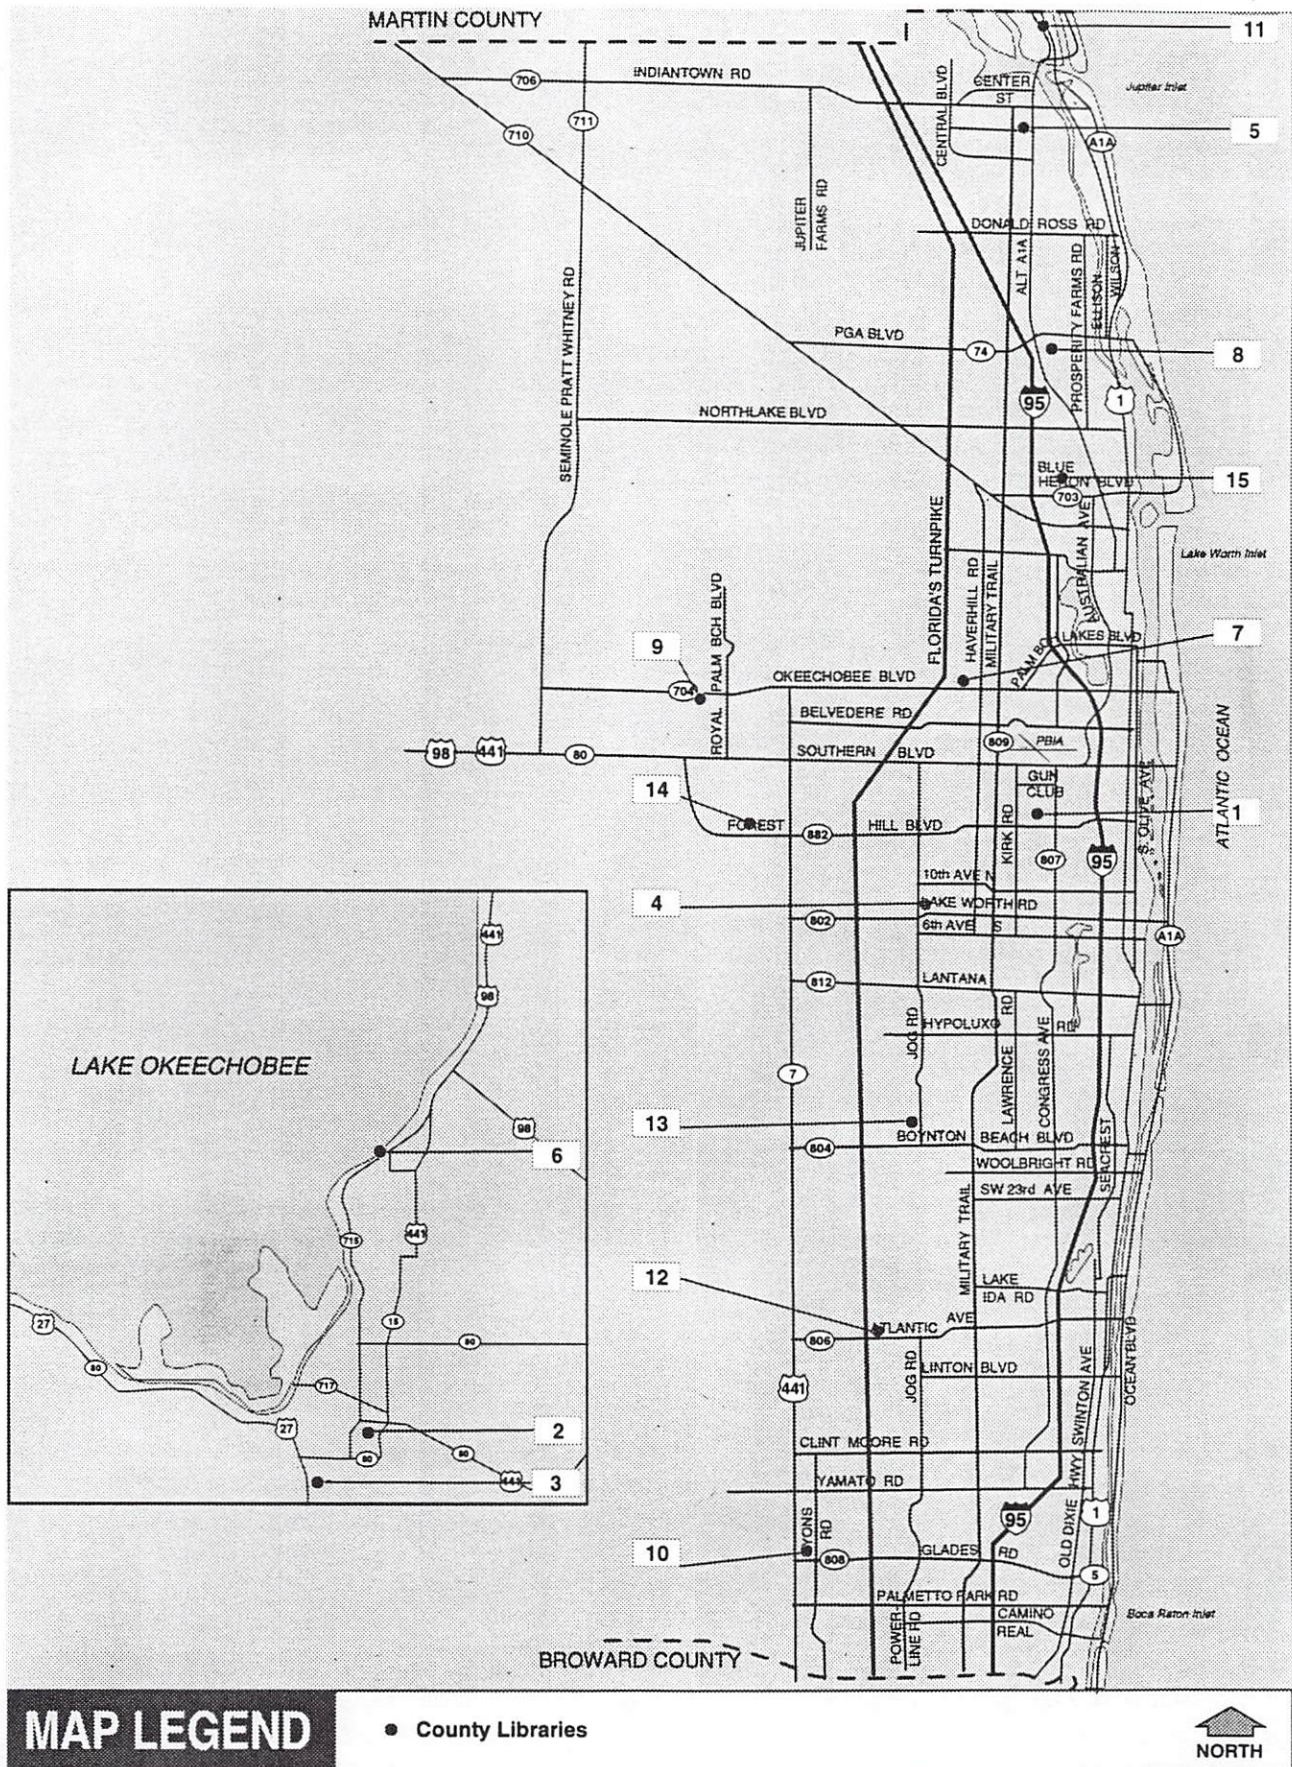 MARTIN COUNTY
11
706
INDIANTOWN RD
CENTER
ST
CENTRAL BLVD
Jupiter Inlet
710
711
5
A1A
JUPITER
FARMS RD
DONALD ROSS RD
ALT A1A
PROSPERITY FARMS RD
ELLISON
WILSON
SEMINOLE PRATT WHITNEY RD
PGA BLVD
74
8
95
1
NORTHLAKE BLVD
BLUE
HERON BLVD
15
703
FLORIDA'S TURNPIKE
HAVERHILL RD
MILITARY TRAIL
AUSTRALIAN AVE
Lake Worth Inlet
ROYAL PALM BCH BLVD
9
PALM BCH LAKES BLVD
7
704
OKEECHOBEE BLVD
BELVEDERE RD
98
441
80
SOUTHERN BLVD
809
PBIA
ATLANTIC OCEAN
S. OLIVE AVE
14
GUN
CLUB
1
FOREST HILL BLVD
882
KIRK RD
807
95
10th AVE N
4
LAKE WORTH RD
802
6th AVE S
A1A
812
LANTANA
RD
JOG RD
HYPOLUXO RD
7
LAWRENCE
CONGRESS AVE
13
804
BOYNTON BEACH BLVD
WOOLBRIGHT RD
SEACREST
SW 23rd AVE
MILITARY TRAIL
12
LAKE
IDA RD
806
ATLANTIC AVE
JOG RD
LINTON BLVD
OCEAN BLVD
441
SWINTON AVE
CLINT MOORE RD
YAMATO RD
OLD DIXIE HWY
95
1
LYONS
RD
10
808
GLADES RD
5
PALMETTO PARK RD
POWER-
LINE RD
CAMINO
REAL
Boca Raton Inlet
BROWARD COUNTY
441
98
LAKE OKEECHOBEE
98
6
715
441
27
15
80
80
717
27
2
80
80
441
3
MAP LEGEND
County Libraries
NORTH